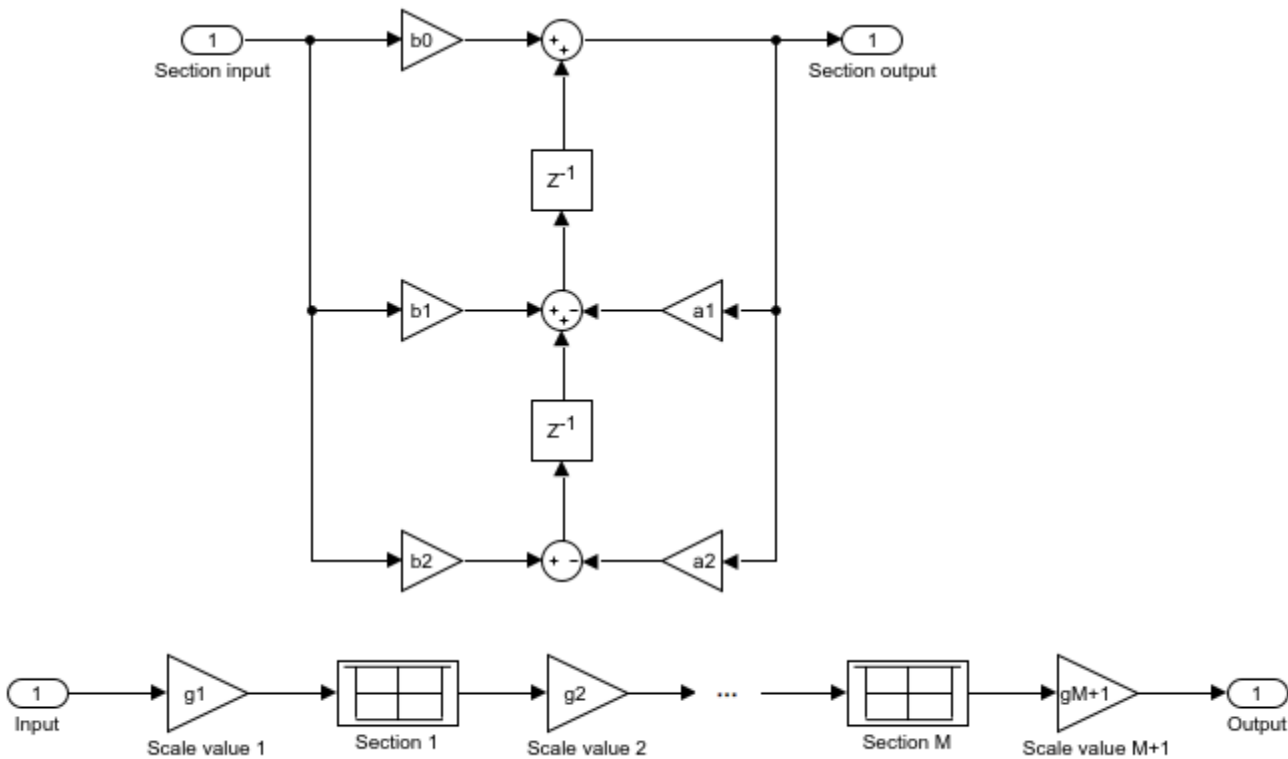 1
Section input
b0
+
+
1
Section output
Z-1
b1
+ -
+
a1
Z-1
b2
+ -
a2
1
Input
g1
Scale value 1
Section 1
g2
Scale value 2
...
Section M
gM+1
Scale value M+1
1
Output